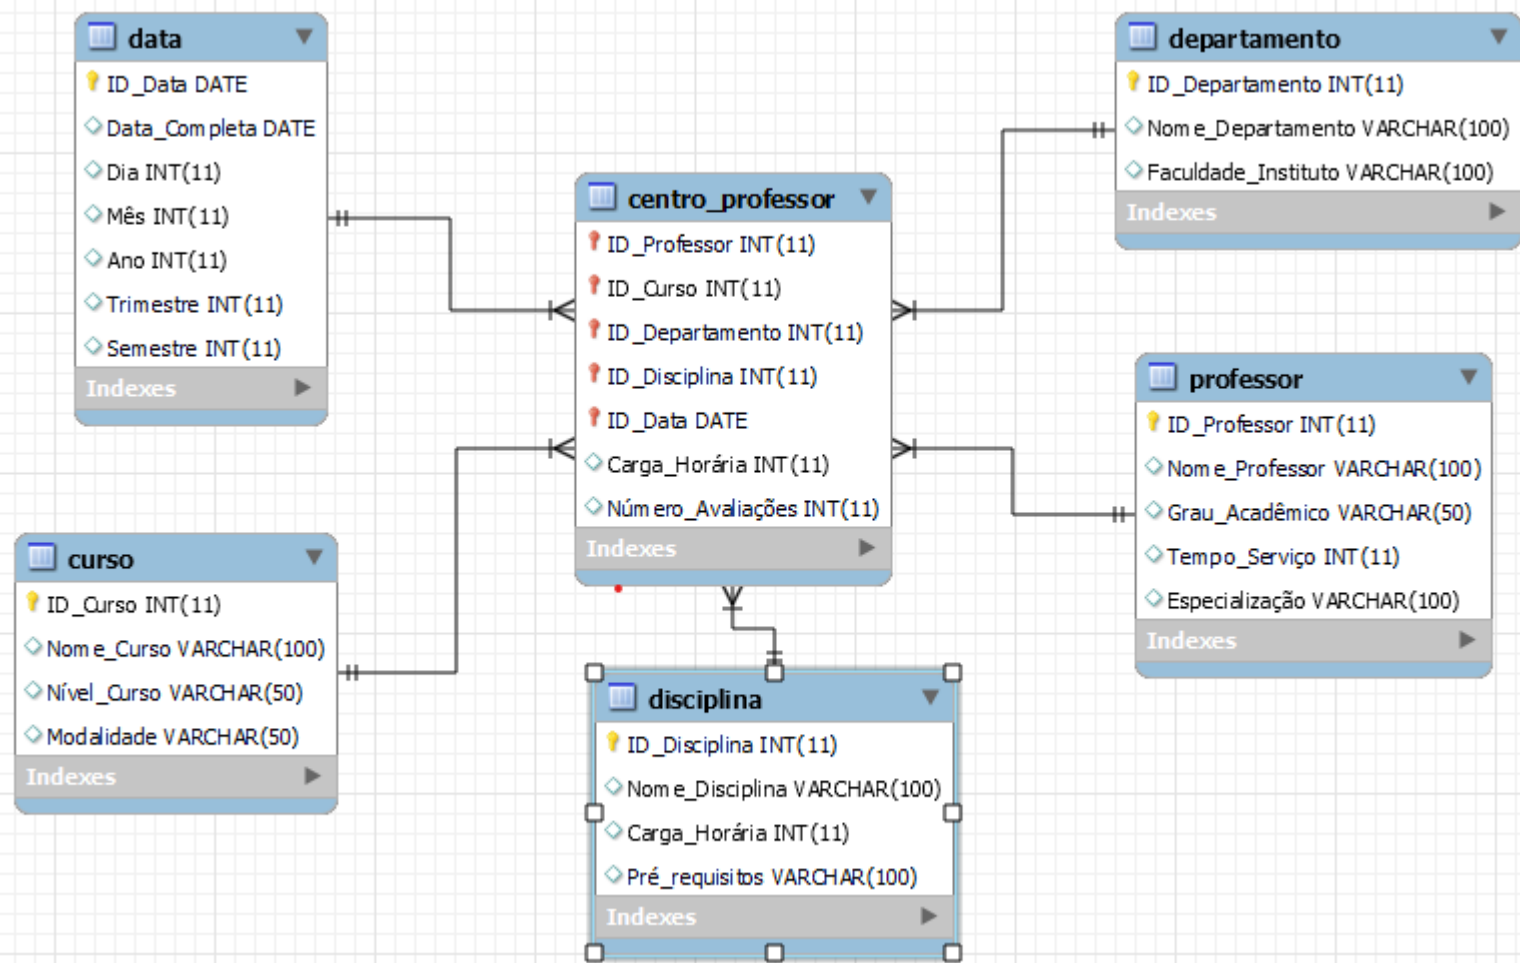 data
ID_Data DATE
Data_Completa DATE
Dia INT(11)
Mês INT(11)
Ano INT(11)
Trimestre INT(11)
Semestre INT(11)
Indexes
departamento
ID_Departamento INT(11)
Nome_Departamento VARCHAR(100)
Faculdade_Instituto VARCHAR(100)
Indexes
centro_professor
ID_Professor INT(11)
ID_Curso INT(11)
ID_Departamento INT(11)
ID_Disciplina INT(11)
ID_Data DATE
Carga_Horária INT(11)
Número_Avaliações INT(11)
Indexes
professor
ID_Professor INT(11)
Nome_Professor VARCHAR(100)
Grau_Acadêmico VARCHAR(50)
Tempo_Serviço INT(11)
Especialização VARCHAR(100)
Indexes
curso
ID_Curso INT(11)
Nome_Curso VARCHAR(100)
Nível_Curso VARCHAR(50)
Modalidade VARCHAR(50)
Indexes
disciplina
ID_Disciplina INT(11)
Nome_Disciplina VARCHAR(100)
Carga_Horária INT(11)
Pré_requisitos VARCHAR(100)
Indexes